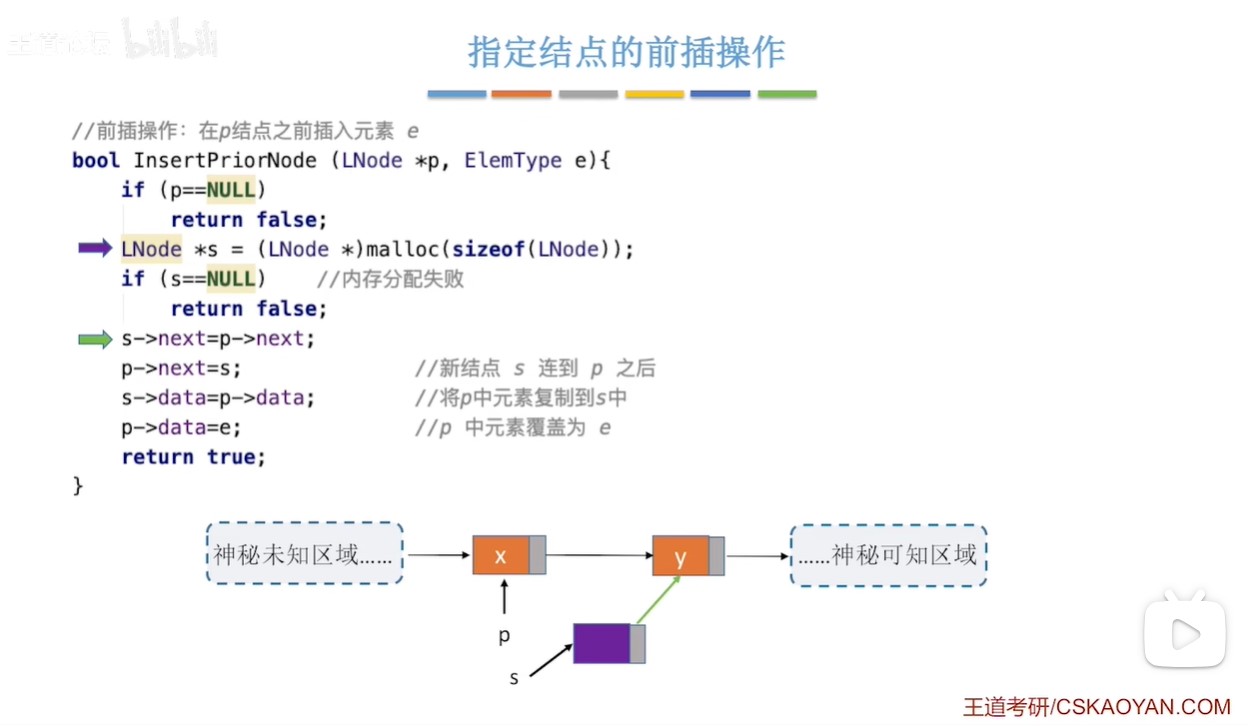 王道论坛 bilibili
指定结点的前插操作
//前插操作：在p结点之前插入元素 e
bool InsertPriorNode (LNode *p, ElemType e){
if (p==NULL)
return false;
LNode *s = (LNode *)malloc(sizeof(LNode));
if (s==NULL) //内存分配失败
return false;
s->next=p->next;
p->next=s; //新结点 s 连到 p 之后
s->data=p->data; //将p中元素复制到s中
p->data=e; //p 中元素覆盖为 e
return true;
}
神秘未知区域…… x y ……神秘可知区域
p
s
王道考研/CSKAOYAN.COM